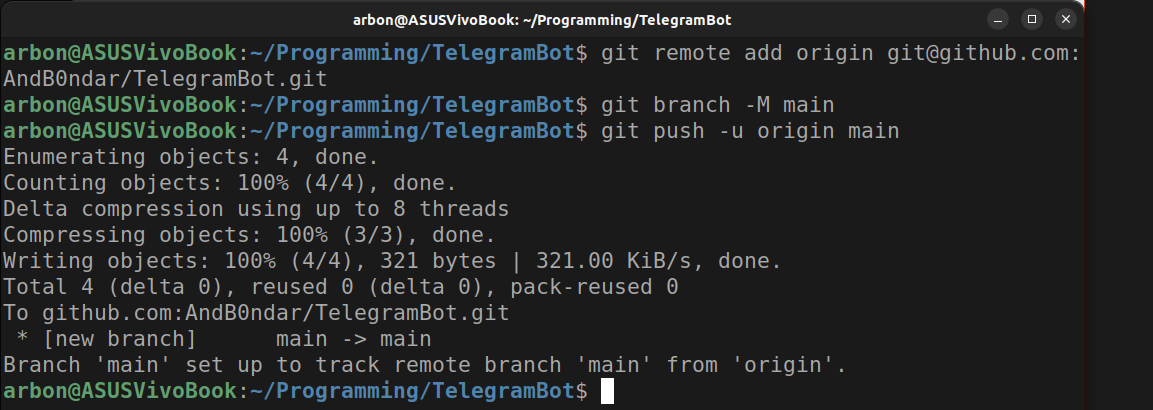 arbon@ASUSVivoBook: ~/Programming/TelegramBot
arbon@ASUSVivoBook:~/Programming/TelegramBot$ git remote add origin git@github.com:
AndB0ndar/TelegramBot.git
arbon@ASUSVivoBook:~/Programming/TelegramBot$ git branch -M main
arbon@ASUSVivoBook:~/Programming/TelegramBot$ git push -u origin main
Enumerating objects: 4, done.
Counting objects: 100% (4/4), done.
Delta compression using up to 8 threads
Compressing objects: 100% (3/3), done.
Writing objects: 100% (4/4), 321 bytes | 321.00 KiB/s, done.
Total 4 (delta 0), reused 0 (delta 0), pack-reused 0
To github.com:AndB0ndar/TelegramBot.git
 * [new branch]      main -> main
Branch 'main' set up to track remote branch 'main' from 'origin'.
arbon@ASUSVivoBook:~/Programming/TelegramBot$